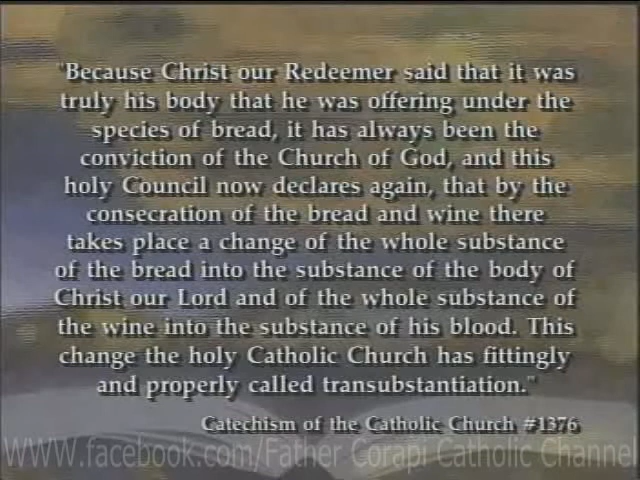 "Because Christ our Redeemer said that it was
truly his body that he was offering under the
species of bread, it has always been the
conviction of the Church of God, and this
holy Council now declares again, that by the
consecration of the bread and wine there
takes place a change of the whole substance
of the bread into the substance of the body of
Christ our Lord and of the whole substance of
the wine into the substance of his blood. This
change the holy Catholic Church has fittingly
and properly called transubstantiation."
Catechism of the Catholic Church #1376
WWW.facebook.com/Father Corapi Catholic Channel